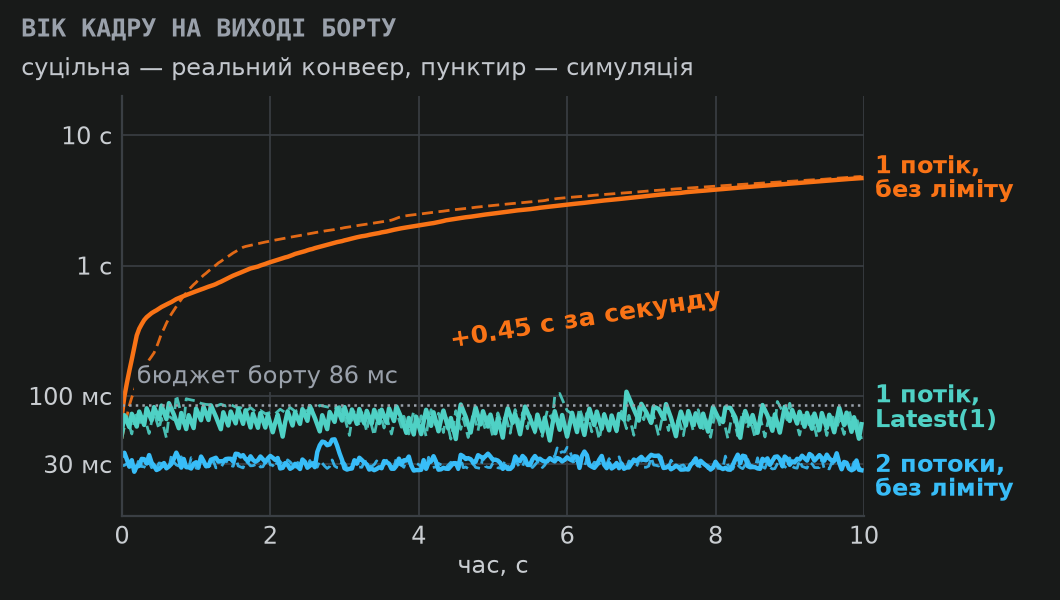 ВІК КАДРУ НА ВИХОДІ БОРТУ
суцільна — реальний конвеєр, пунктир — симуляція
10 с
1 с
100 мс
30 мс
1 потік,
без ліміту
+0.45 с за секунду
бюджет борту 86 мс
1 потік,
Latest(1)
2 потоки,
без ліміту
0 2 4 6 8 10
час, с